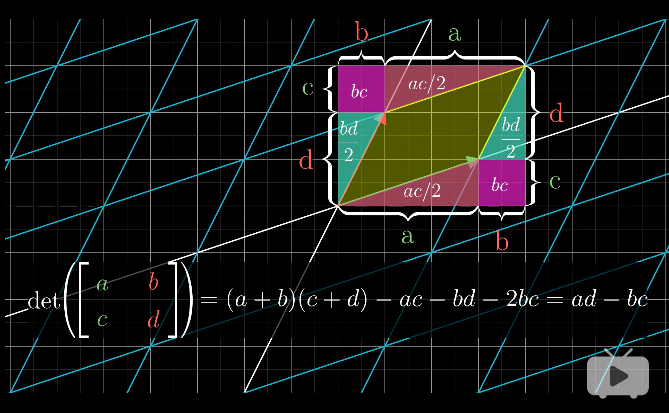 b a
c bc ac/2
d bd/2 bd/2 d
ac/2 bc c
a b
det([a b
c d]) = (a + b)(c + d) − ac − bd − 2bc = ad − bc